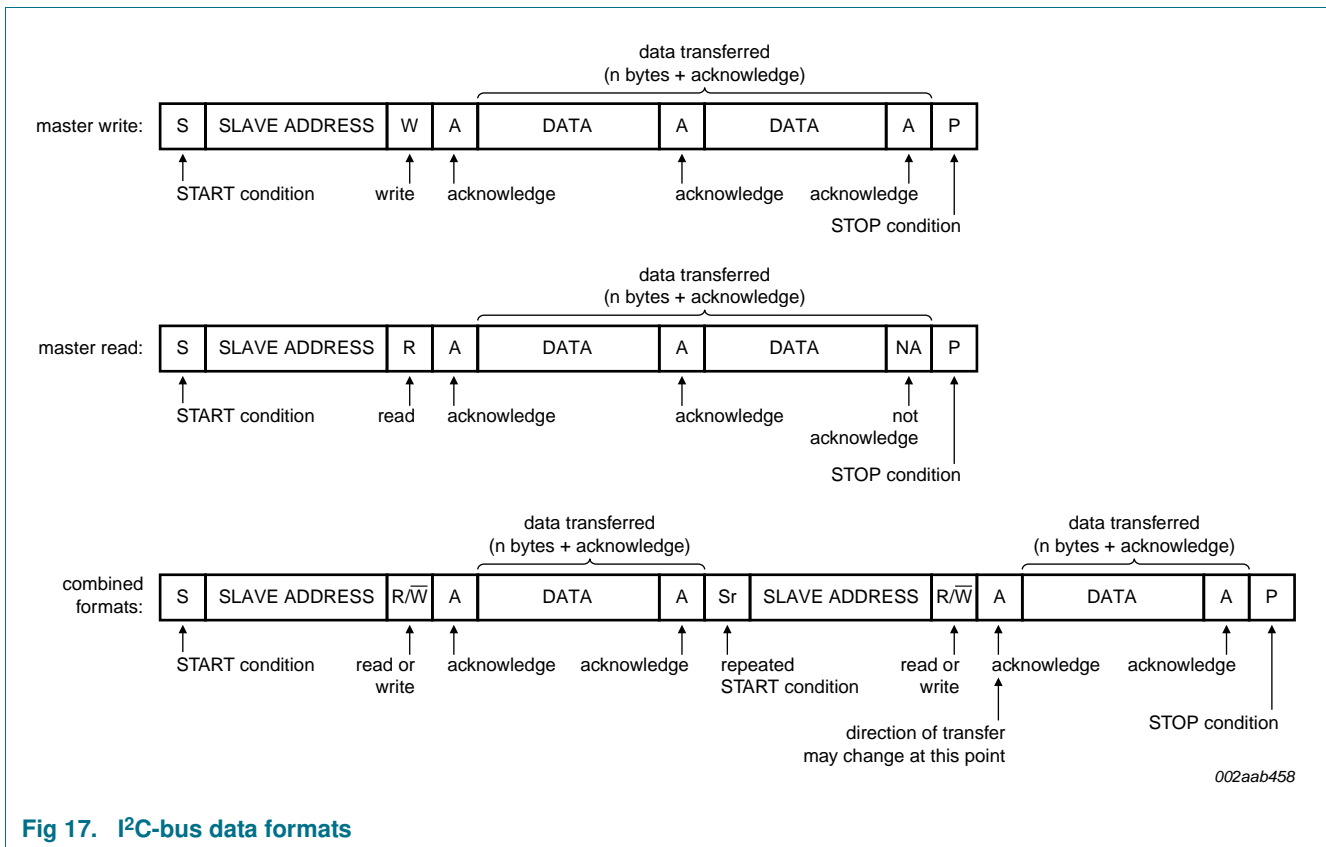 data transferred
(n bytes + acknowledge)
master write: S SLAVE ADDRESS W A DATA A DATA A P
START condition write acknowledge acknowledge acknowledge
STOP condition
data transferred
(n bytes + acknowledge)
master read: S SLAVE ADDRESS R A DATA A DATA NA P
START condition read acknowledge acknowledge not
acknowledge
STOP condition
data transferred data transferred
(n bytes + acknowledge) (n bytes + acknowledge)
combined
formats: S SLAVE ADDRESS R/W̅ A DATA A Sr SLAVE ADDRESS R/W̅ A DATA A P
START condition read or acknowledge acknowledge repeated read or acknowledge acknowledge
write START condition write
direction of transfer STOP condition
may change at this point
002aab458
Fig 17. I²C-bus data formats